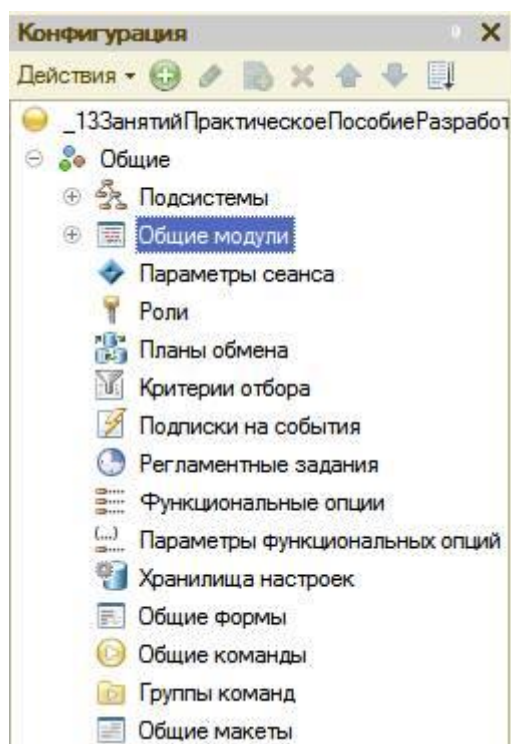 Конфигурация
Действия
_13ЗанятийПрактическоеПособиеРазработ
Общие
Подсистемы
Общие модули
Параметры сеанса
Роли
Планы обмена
Критерии отбора
Подписки на события
Регламентные задания
Функциональные опции
Параметры функциональных опций
Хранилища настроек
Общие формы
Общие команды
Группы команд
Общие макеты